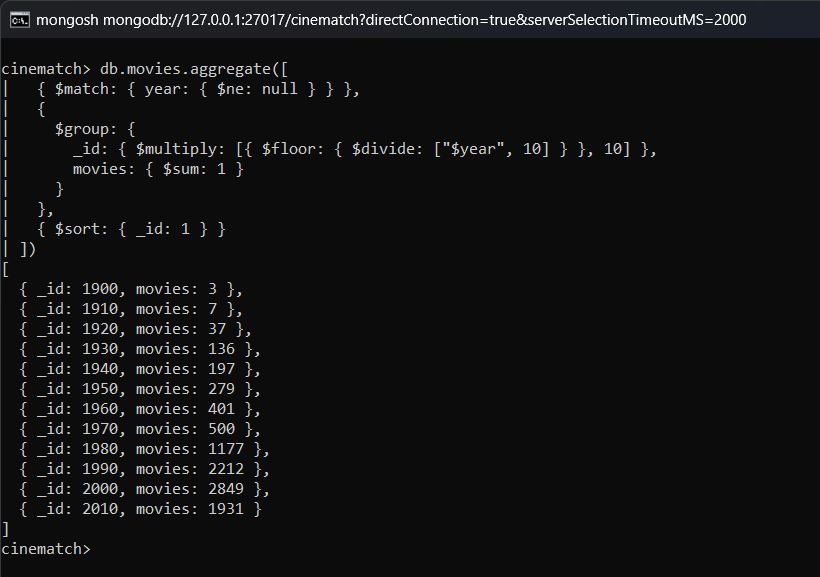 mongosh mongodb://127.0.0.1:27017/cinematch?directConnection=true&serverSelectionTimeoutMS=2000
cinematch> db.movies.aggregate([
|   { $match: { year: { $ne: null } } },
|   {
|     $group: {
|       _id: { $multiply: [{ $floor: { $divide: ["$year", 10] } }, 10] },
|       movies: { $sum: 1 }
|     }
|   },
|   { $sort: { _id: 1 } }
| ])
[
  { _id: 1900, movies: 3 },
  { _id: 1910, movies: 7 },
  { _id: 1920, movies: 37 },
  { _id: 1930, movies: 136 },
  { _id: 1940, movies: 197 },
  { _id: 1950, movies: 279 },
  { _id: 1960, movies: 401 },
  { _id: 1970, movies: 500 },
  { _id: 1980, movies: 1177 },
  { _id: 1990, movies: 2212 },
  { _id: 2000, movies: 2849 },
  { _id: 2010, movies: 1931 }
]
cinematch>